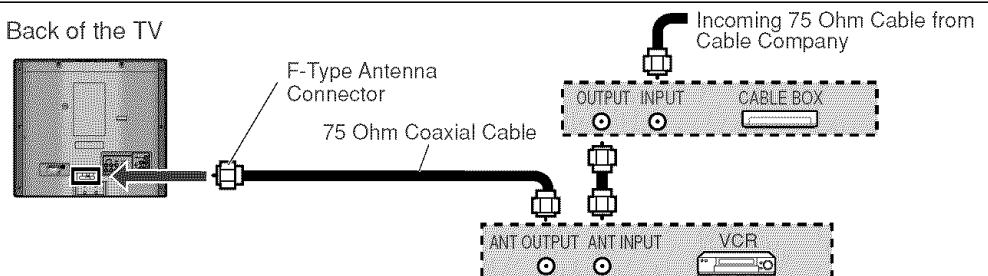 Back of the TV
Incoming 75 Ohm Cable from
Cable Company
F-Type Antenna
Connector
OUTPUT INPUT CABLE BOX
75 Ohm Coaxial Cable
ANT OUTPUT ANT INPUT VCR